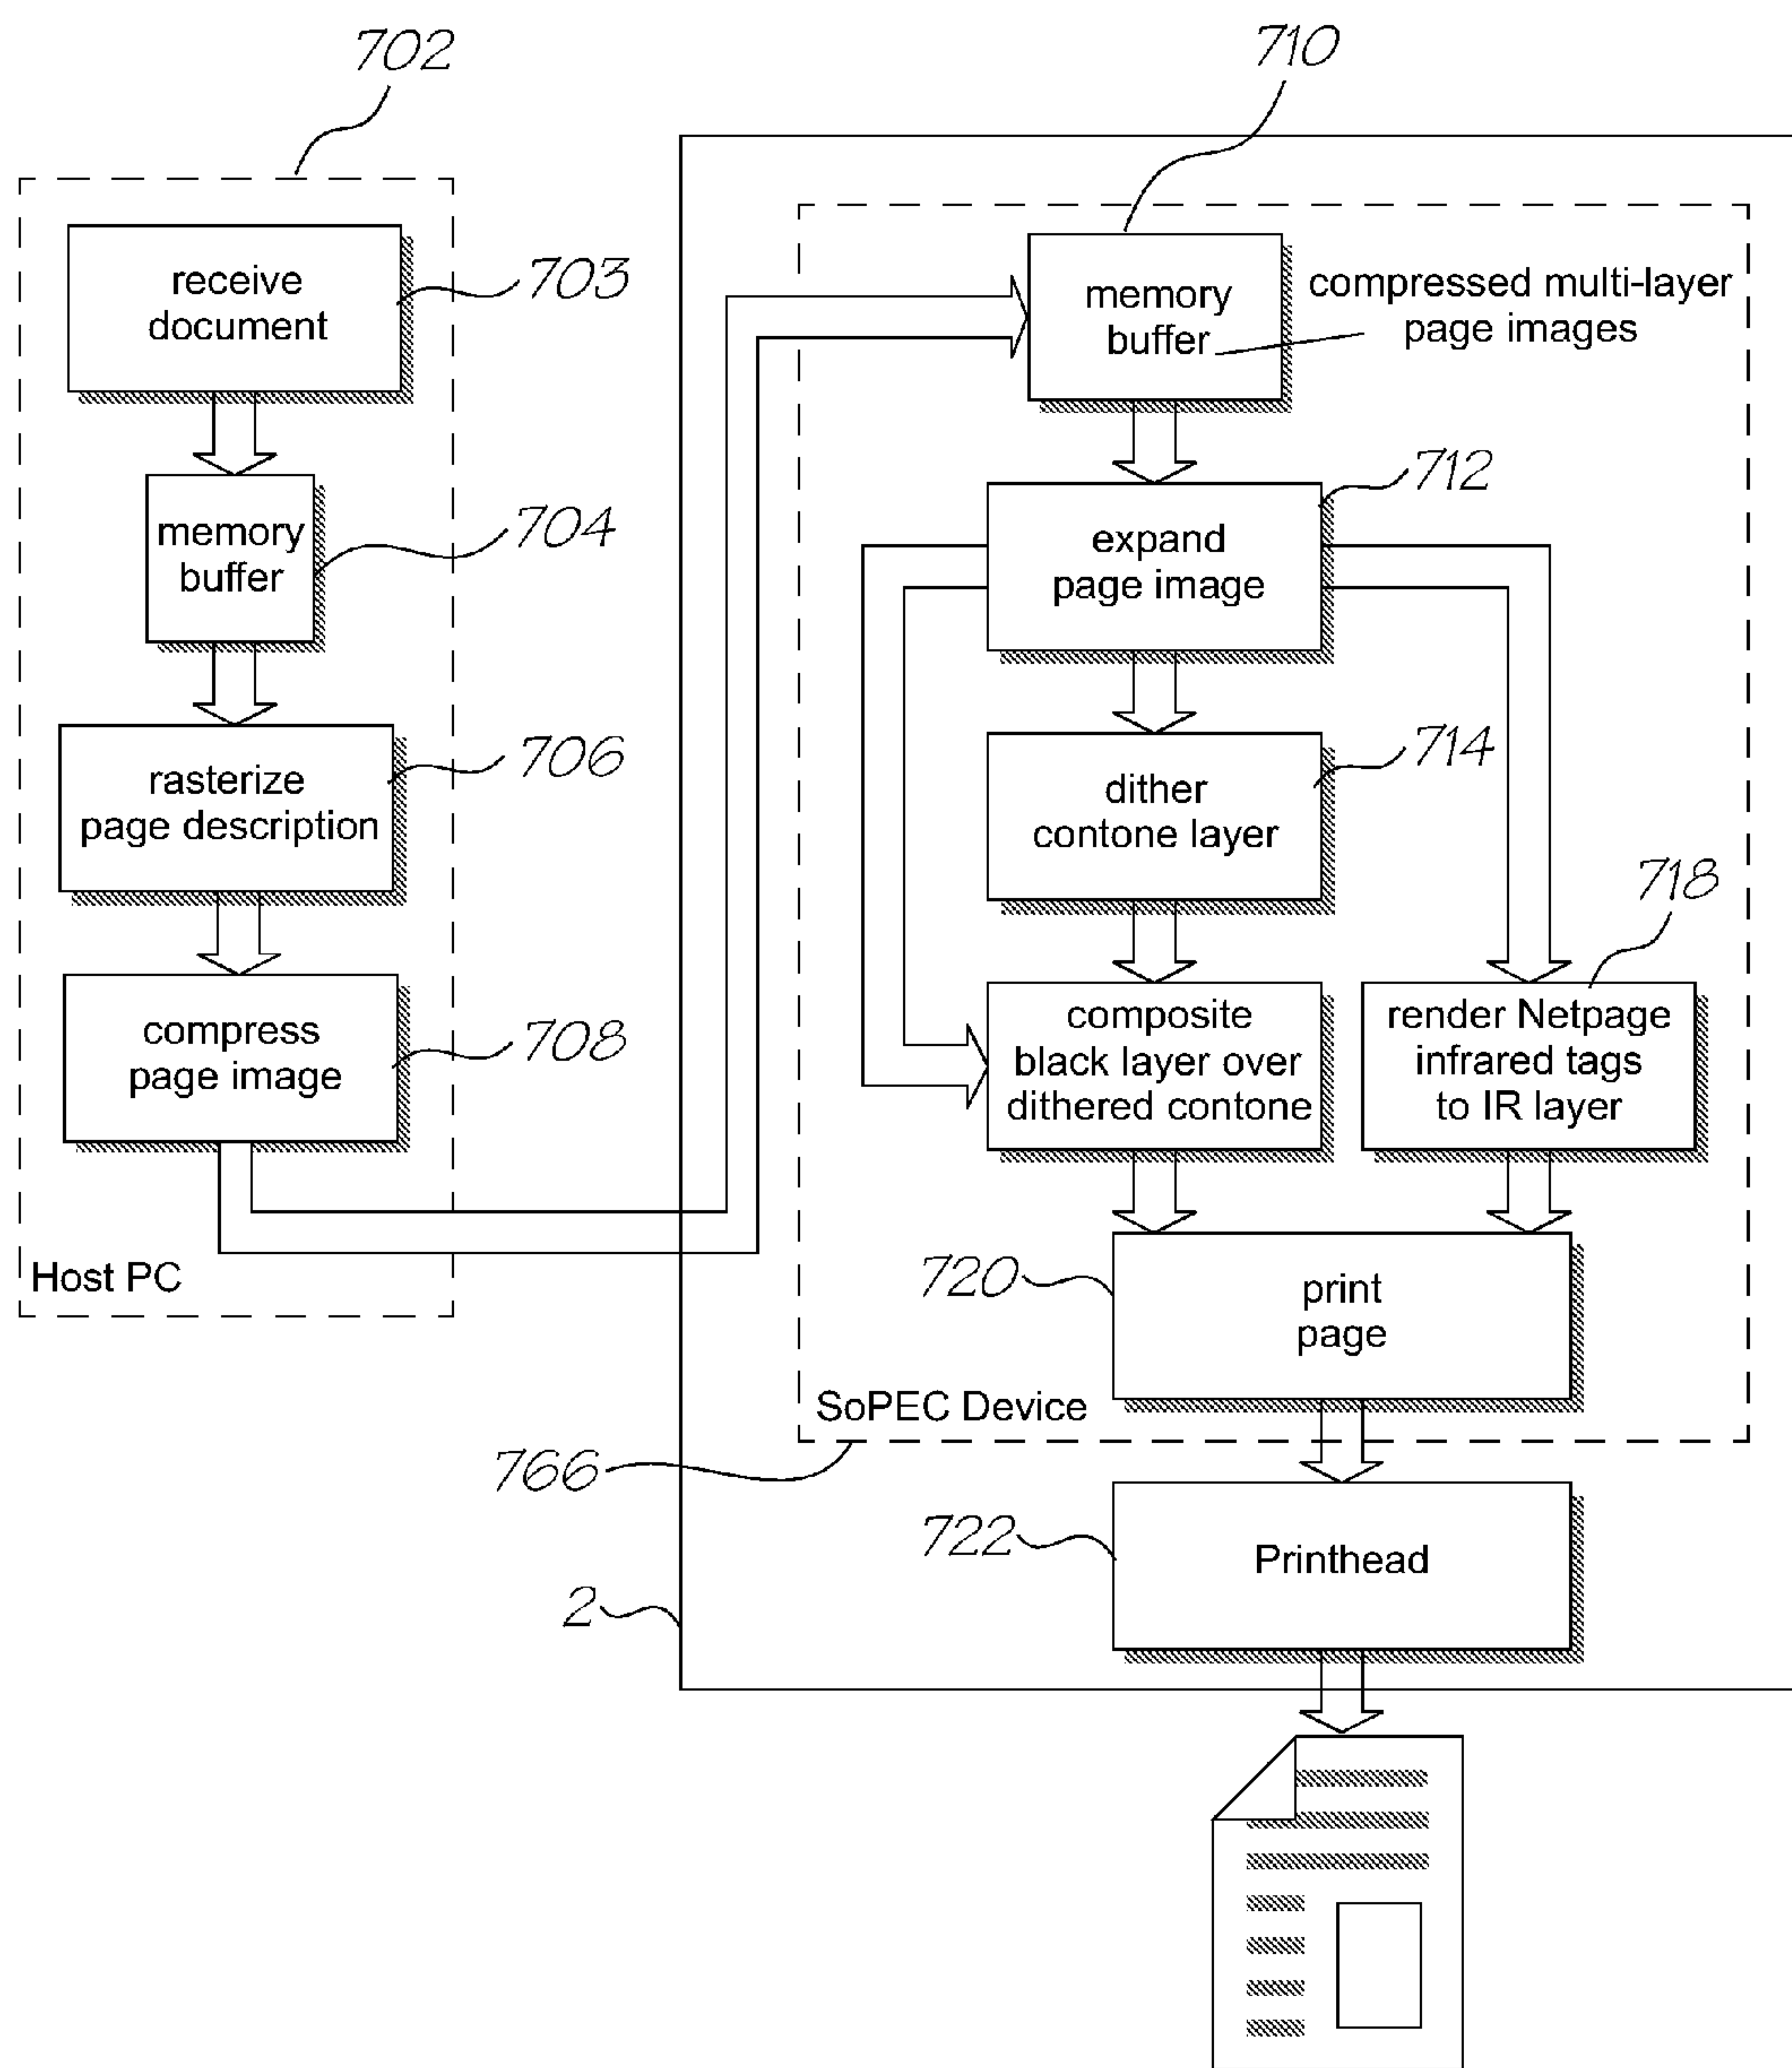 702
710
receive
document
703
memory
buffer
compressed multi-layer
page images
memory
buffer
704
expand
page image
712
rasterize
page description
706
dither
contone layer
714
718
compress
page image
708
composite
black layer over
dithered contone
render Netpage
infrared tags
to IR layer
Host PC
720
print
page
SoPEC Device
766
722
Printhead
2